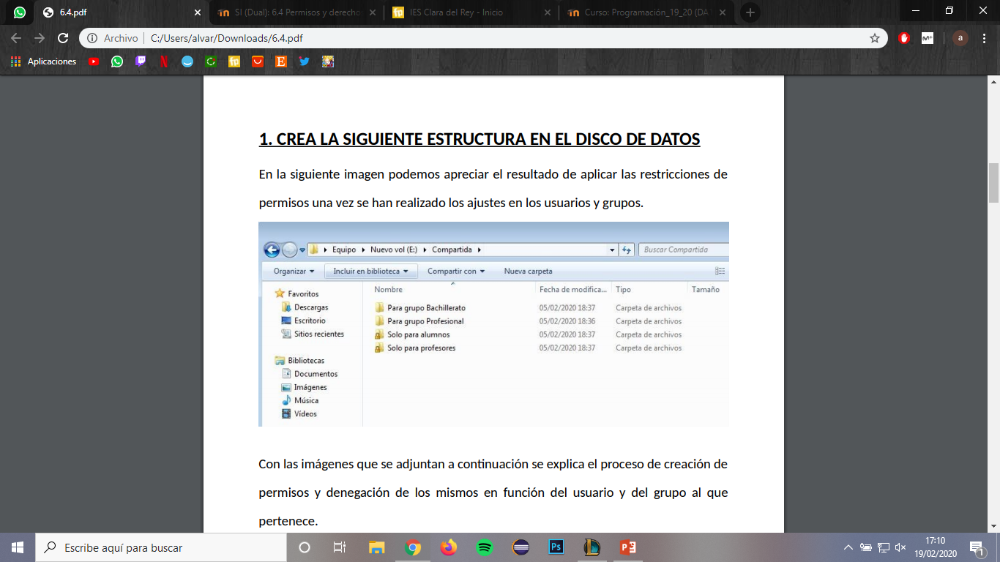 6.4.pdf
SI (Dual): 6.4 Permisos y derecho
IES Clara del Rey - Inicio
Curso: Programación_19_20 (DA
Archivo
C:/Users/alvar/Downloads/6.4.pdf
a
Aplicaciones
1. CREA LA SIGUIENTE ESTRUCTURA EN EL DISCO DE DATOS
En la siguiente imagen podemos apreciar el resultado de aplicar las restricciones de
permisos una vez se han realizado los ajustes en los usuarios y grupos.
Equipo
Nuevo vol (E:)
Compartida
Buscar Compartida
Organizar
Incluir en biblioteca
Compartir con
Nueva carpeta
Nombre
Fecha de modifica...
Tipo
Tamaño
Favoritos
Descargas
Escritorio
Sitios recientes
Bibliotecas
Documentos
Imágenes
Música
Vídeos
Para grupo Bachillerato 05/02/2020 18:37 Carpeta de archivos
Para grupo Profesional 05/02/2020 18:36 Carpeta de archivos
Solo para alumnos 05/02/2020 18:37 Carpeta de archivos
Solo para profesores 05/02/2020 18:37 Carpeta de archivos
Con las imágenes que se adjuntan a continuación se explica el proceso de creación de
permisos y denegación de los mismos en función del usuario y del grupo al que
pertenece.
Escribe aquí para buscar
Ps
17:10
19/02/2020
1